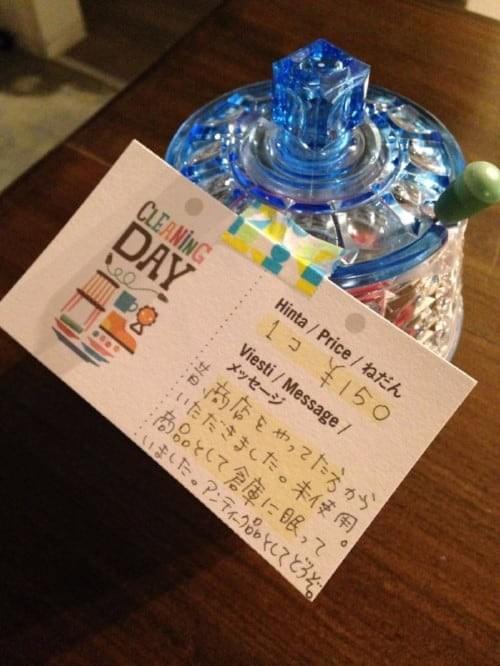 CLEANING
DAY
Hinta / Price / ねだん
1コ ¥150
Viesti / Message /
メッセージ
昔商店をやってた方から
いただきました。未使用。
商品として倉庫に眠って
いました。アンティーク品としてどうぞ。